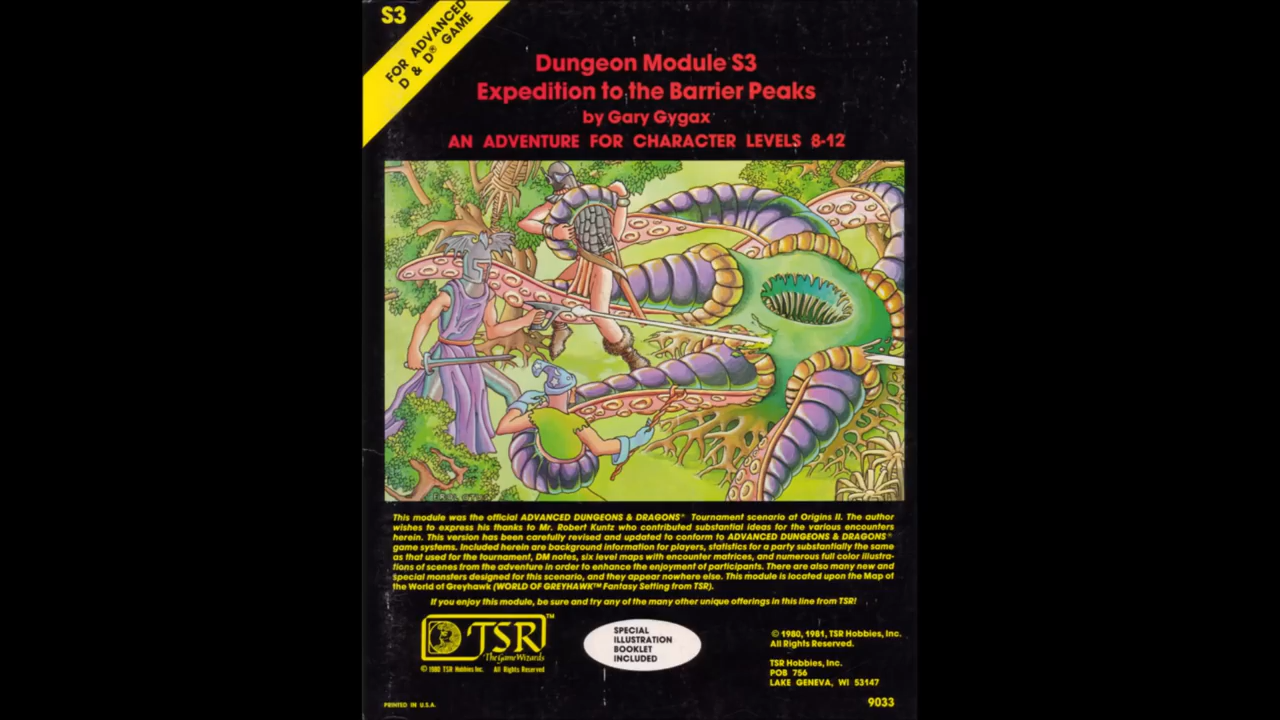 S3
FOR ADVANCED
D & D® GAME
Dungeon Module S3
Expedition to the Barrier Peaks
by Gary Gygax
AN ADVENTURE FOR CHARACTER LEVELS 8-12
This module was the official ADVANCED DUNGEONS & DRAGONS® Tournament scenario at Origins II. The author
wishes to express his thanks to Mr. Robert Kuntz who contributed substantial ideas for the various encounters
herein. This version has been carefully revised and updated to conform to ADVANCED DUNGEONS & DRAGONS®
game systems. Included herein are background information for players, statistics for a party substantially the same
as that used for the tournament, DM notes, six level maps with encounter matrices, and numerous full color illustra-
tions of scenes from the adventure in order to enhance the enjoyment of participants. There are also many new and
special monsters designed for this scenario, and they appear nowhere else. This module is located upon the Map of
the World of Greyhawk (WORLD OF GREYHAWK™ Fantasy Setting from TSR).
If you enjoy this module, be sure and try any of the many other unique offerings in this line from TSR!
TSR™
The Game Wizards
© 1980 TSR Hobbies Inc. All Rights Reserved
SPECIAL
ILLUSTRATION
BOOKLET
INCLUDED
© 1980, 1981, TSR Hobbies, Inc.
All Rights Reserved.
TSR Hobbies, Inc.
POB 756
LAKE GENEVA, WI 53147
PRINTED IN U.S.A.
9033